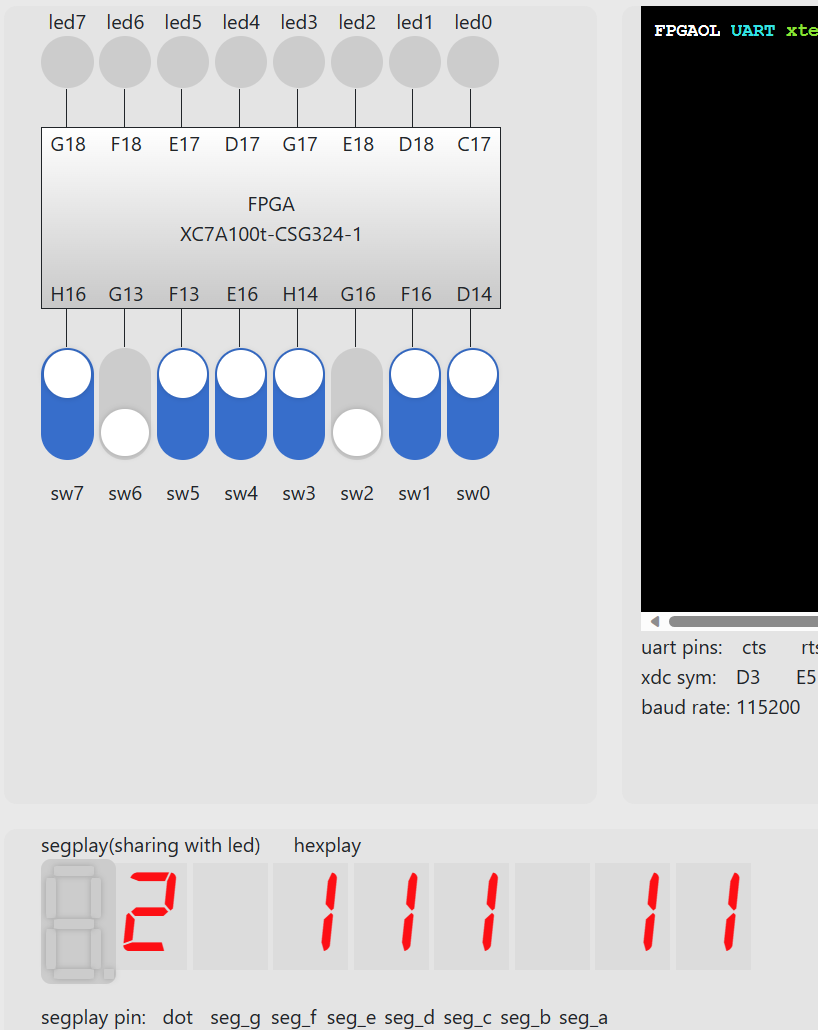 led7 led6 led5 led4 led3 led2 led1 led0
G18 F18 E17 D17 G17 E18 D18 C17
FPGA
XC7A100t-CSG324-1
H16 G13 F13 E16 H14 G16 F16 D14
sw7 sw6 sw5 sw4 sw3 sw2 sw1 sw0
FPGAOL UART xte
uart pins: cts rts
xdc sym: D3 E5
baud rate: 115200
segplay(sharing with led) hexplay
2 1 1 1 1 1
segplay pin: dot seg_g seg_f seg_e seg_d seg_c seg_b seg_a